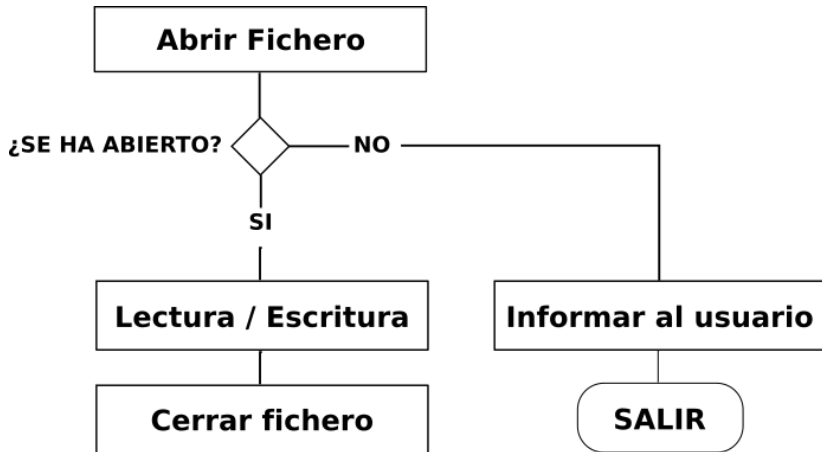 Abrir Fichero
¿SE HA ABIERTO?
NO
SI
Lectura / Escritura
Informar al usuario
Cerrar fichero
SALIR